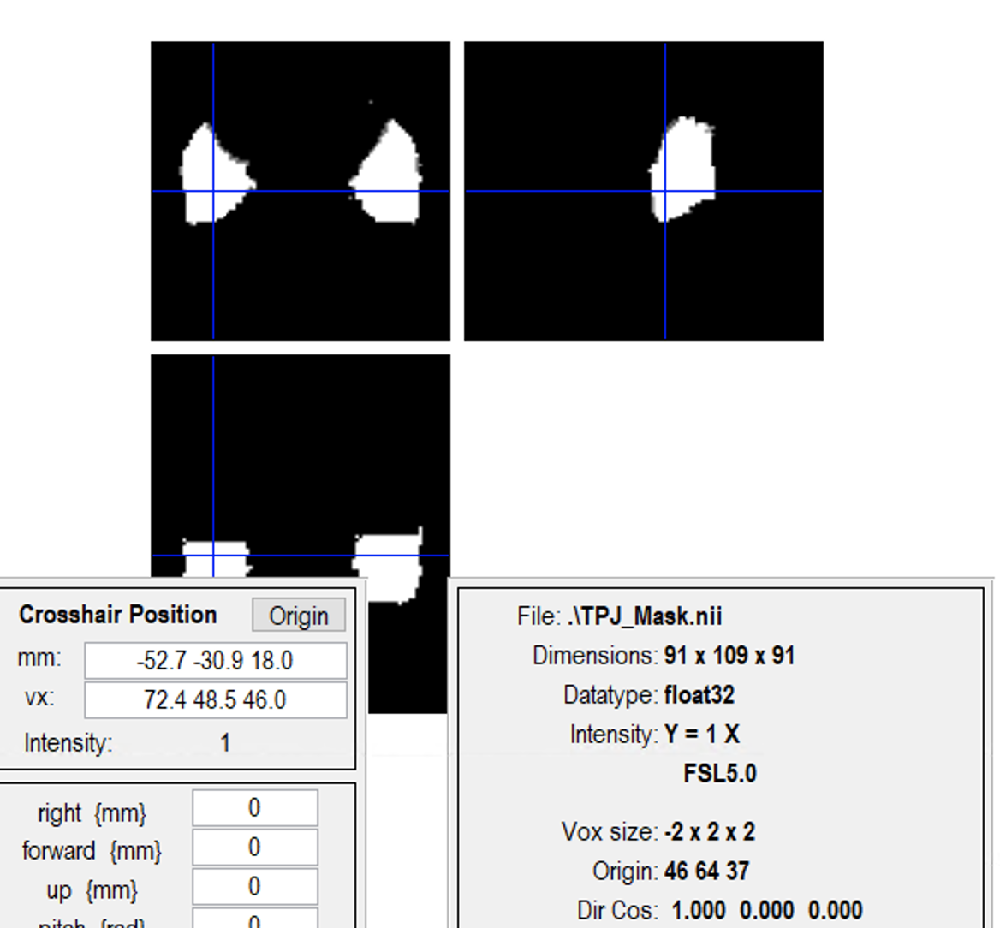 Crosshair Position Origin
mm: -52.7 -30.9 18.0
vx: 72.4 48.5 46.0
Intensity: 1
right {mm} 0
forward {mm} 0
up {mm} 0
pitch {rad} 0
File: .\TPJ_Mask.nii
Dimensions: 91 x 109 x 91
Datatype: float32
Intensity: Y = 1 X
FSL5.0
Vox size: -2 x 2 x 2
Origin: 46 64 37
Dir Cos: 1.000 0.000 0.000